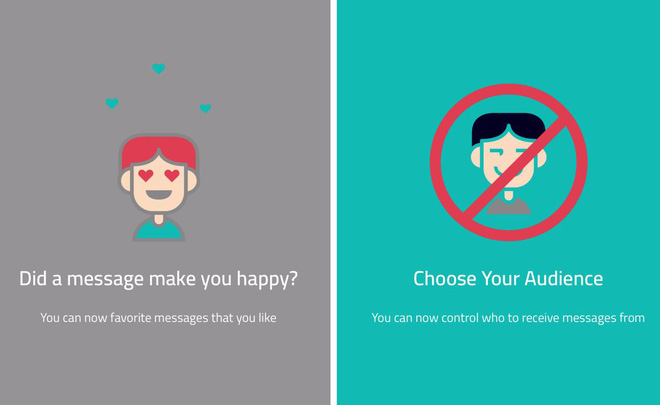 Did a message make you happy?
You can now favorite messages that you like
Choose Your Audience
You can now control who to receive messages from